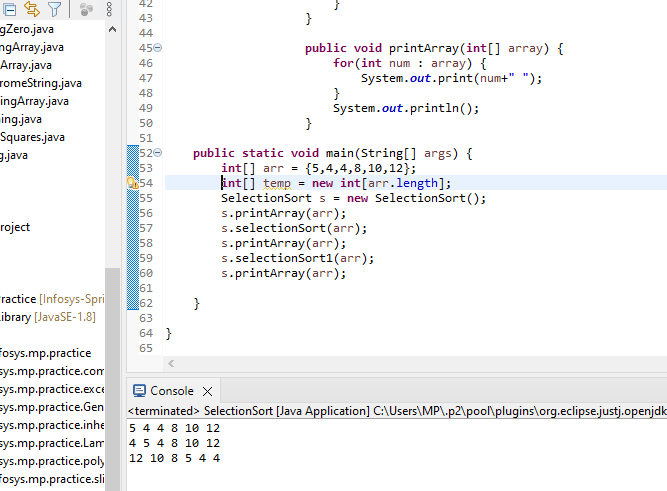 gZero.java
ngArray.java
Array.java
romeString.java
ingArray.java
ning.java
Squares.java
g.java
roject
Practice [Infosys-Spri
Library [JavaSE-1.8]
fosys.mp.practice
sys.mp.practice.com
sys.mp.practice.exce
sys.mp.practice.Gen
sys.mp.practice.inhe
sys.mp.practice.Lam
sys.mp.practice.poly
sys.mp.practice.sli
42 }
43 }
44
45 public void printArray(int[] array) {
46 for(int num : array) {
47 System.out.print(num+" ");
48 }
49 System.out.println();
50 }
51
52 public static void main(String[] args) {
53 int[] arr = {5,4,4,8,10,12};
54 int[] temp = new int[arr.length];
55 SelectionSort s = new SelectionSort();
56 s.printArray(arr);
57 s.selectionSort(arr);
58 s.printArray(arr);
59 s.selectionSort1(arr);
60 s.printArray(arr);
61
62 }
63
64 }
65
Console
<terminated> SelectionSort [Java Application] C:\Users\MP\.p2\pool\plugins\org.eclipse.justj.openjdk
5 4 4 8 10 12
4 5 4 8 10 12
12 10 8 5 4 4